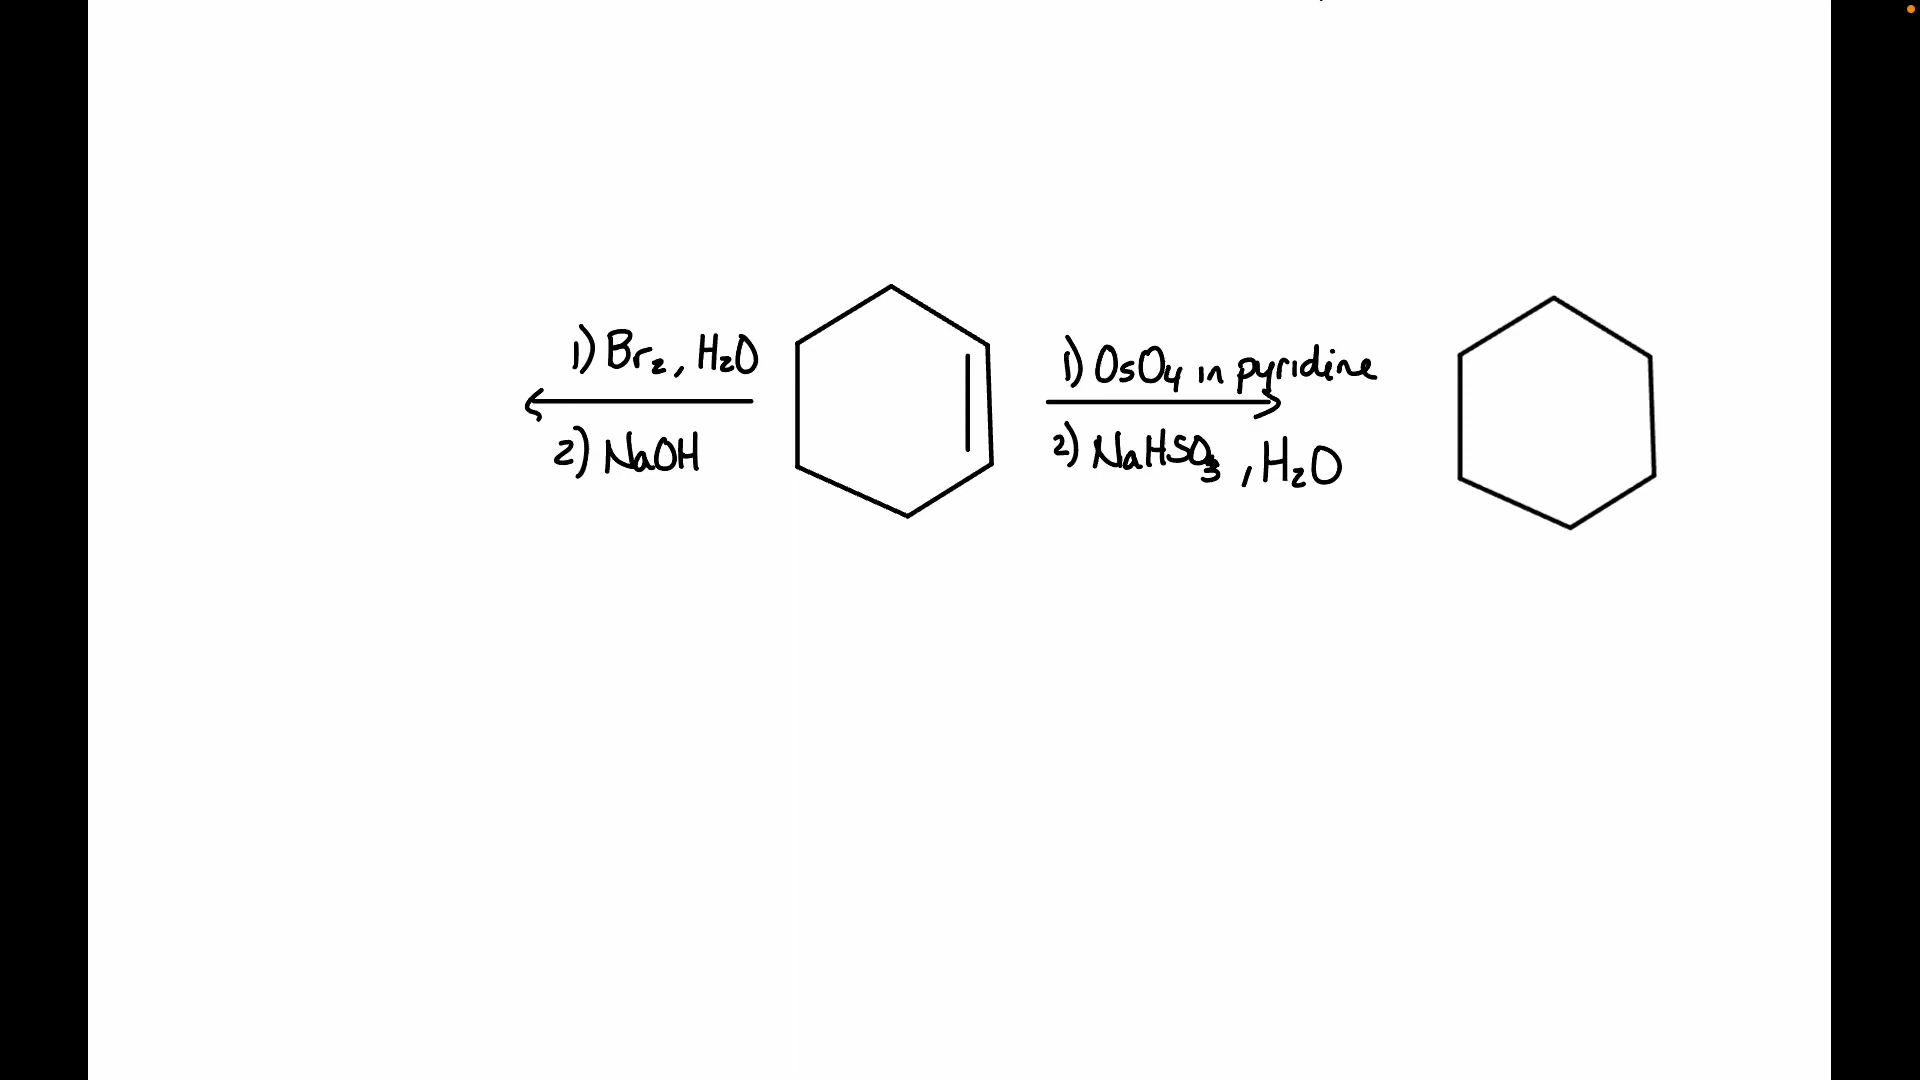 1) Br₂, H₂O
2) NaOH
1) OsO₄ in pyridine
2) NaHSO₃, H₂O